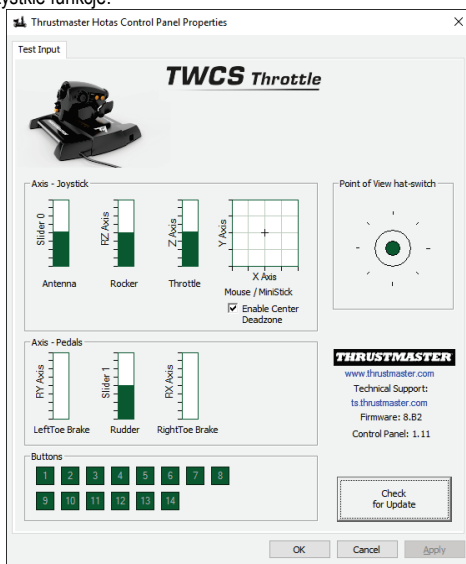 Thrustmaster Hotas Control Panel Properties
Test Input
TWCS Throttle
Axis - Joystick
Slider 0
RZ Axis
Z Axis
Y Axis
X Axis
Antenna
Rocker
Throttle
Mouse / MiniStick
Enable Center
Deadzone
Point of View hat-switch
Axis - Pedals
RY Axis
Slider 1
RX Axis
LeftToe Brake
Rudder
RightToe Brake
THRUSTMASTER
www.thrustmaster.com
Technical Support:
ts.thrustmaster.com
Firmware: 8.B2
Control Panel: 1.11
Buttons
1 2 3 4 5 6 7 8
9 10 11 12 13 14
Check
for Update
OK Cancel Apply